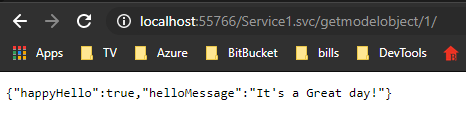 localhost:55766/Service1.svc/getmodelobject/1/
Apps TV Azure BitBucket bills DevTools
{"happyHello":true,"helloMessage":"It's a Great day!"}